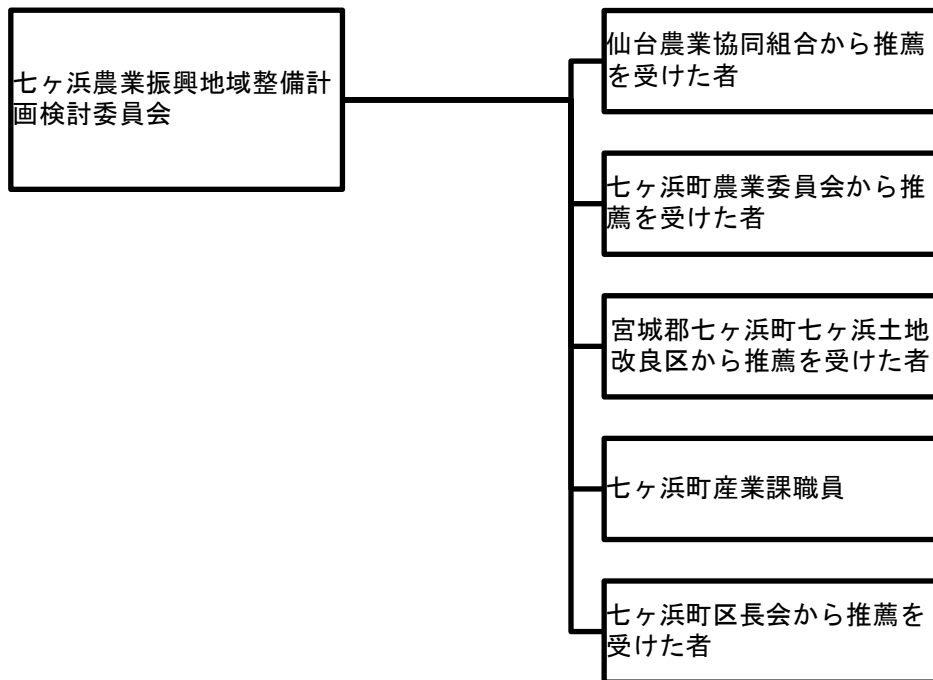 七ヶ浜農業振興地域整備計
画検討委員会
仙台農業協同組合から推薦
を受けた者
七ヶ浜町農業委員会から推
薦を受けた者
宮城郡七ヶ浜町七ヶ浜土地
改良区から推薦を受けた者
七ヶ浜町産業課職員
七ヶ浜町区長会から推薦を
受けた者